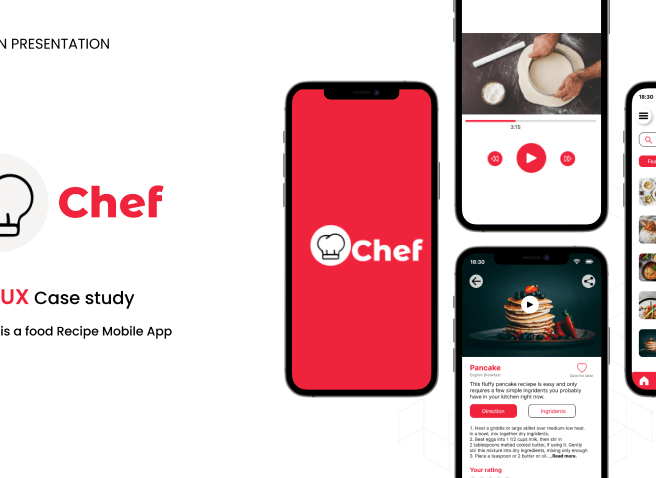 N PRESENTATION
Chef
UX Case study
is a food Recipe Mobile App
Chef
3:15
18:30
Pancake
English Breakfast
Save for later
This fluffy pancake reciepe is easy and only
requires a few simple ingridents you probably
have in your kitchen right now.
Direction
Ingridents
1. Heat a griddle or large skillet over medium-low heat.
In a bowl, mix together dry ingridents.
2. Beat eggs into 1 1/2 cups milk, then stir in
2 tablespoons melted cooled butter, if using it. Gently
stir this mixture into dry ingridients, mixing only enough
3. Place a teaspoon or 2 butter or oil....Read more.
Your rating
18:30
Fea